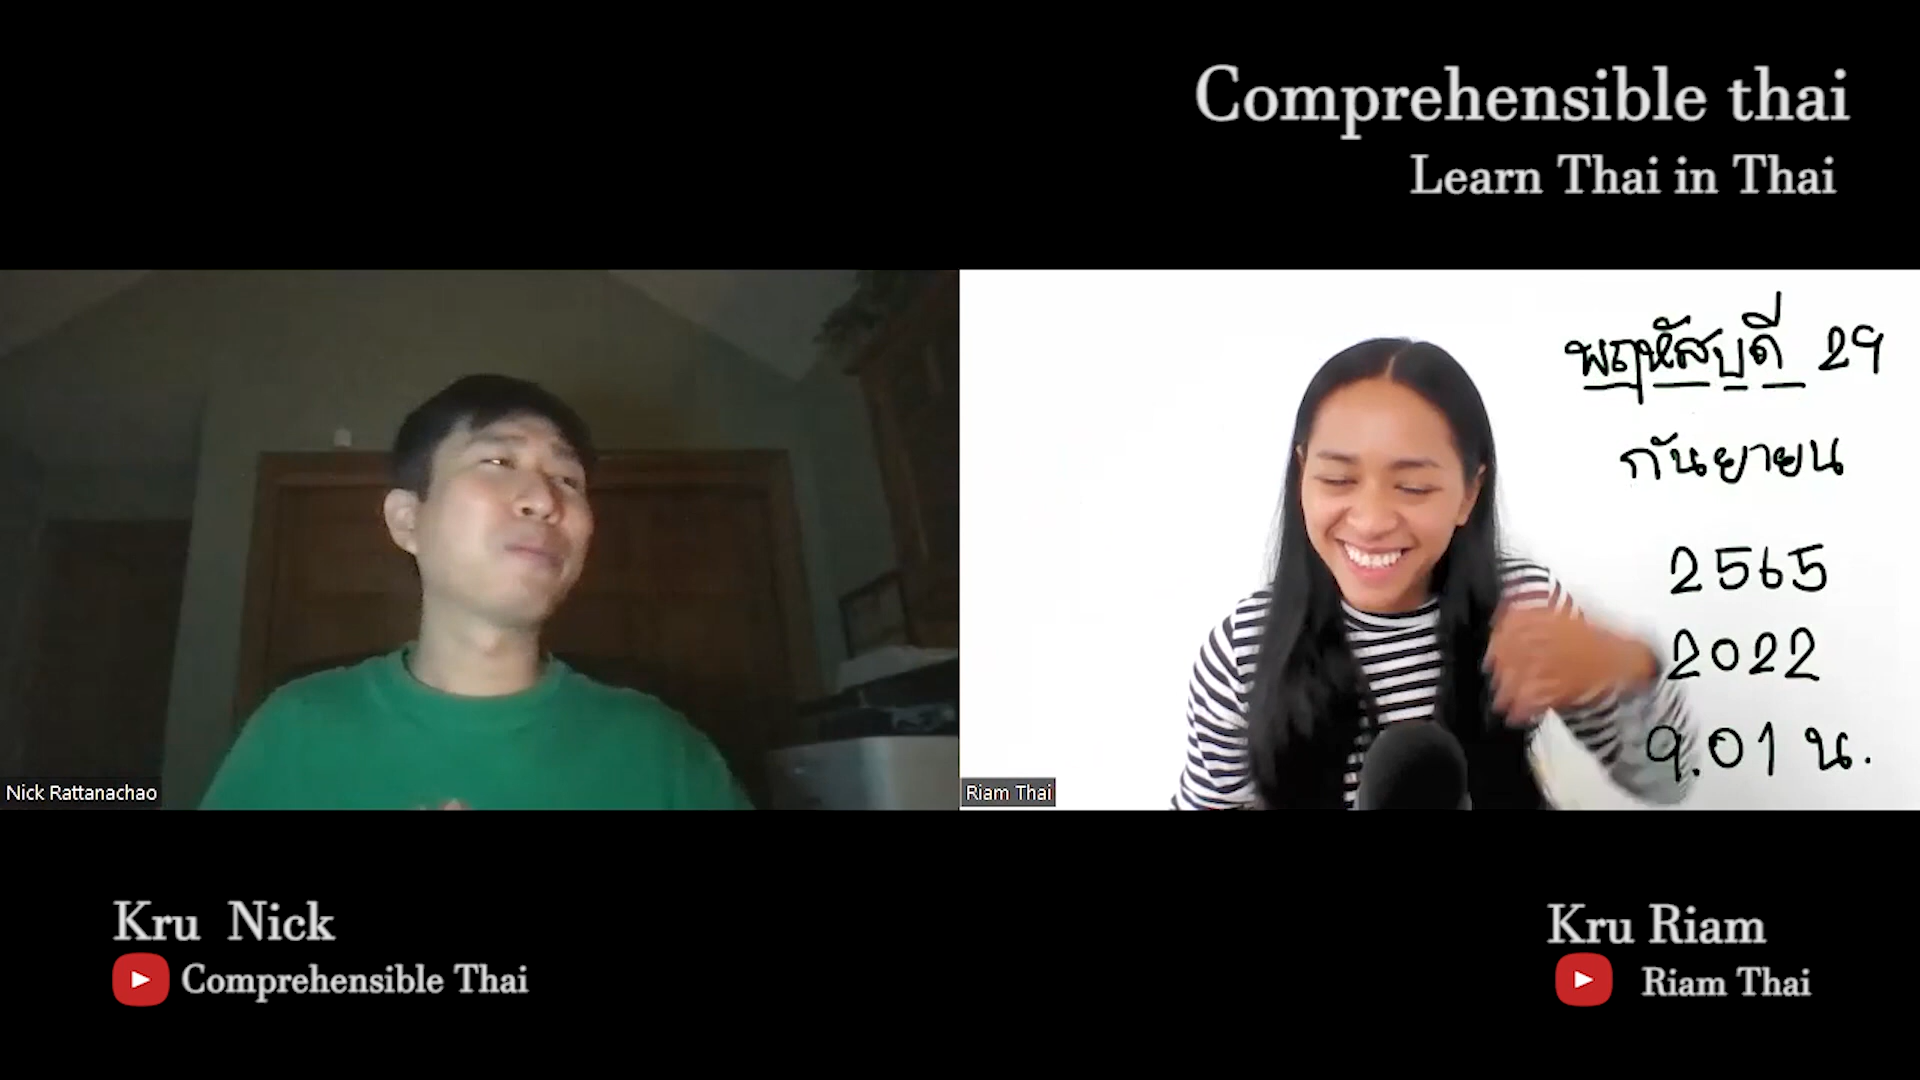 Comprehensible thai
Learn Thai in Thai
พฤหัสบดี 29
กันยายน
2565
2022
9.01 น.
Nick Rattanachao
Riam Thai
Kru Nick
Comprehensible Thai
Kru Riam
Riam Thai